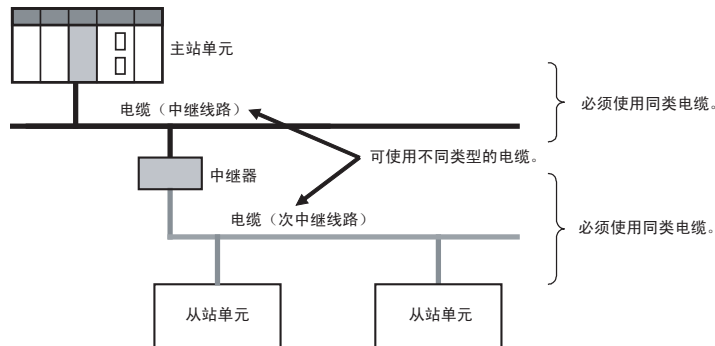 主站单元
电缆（中继线路）
必须使用同类电缆。
可使用不同类型的电缆。
中继器
电缆（次中继线路）
必须使用同类电缆。
从站单元
从站单元